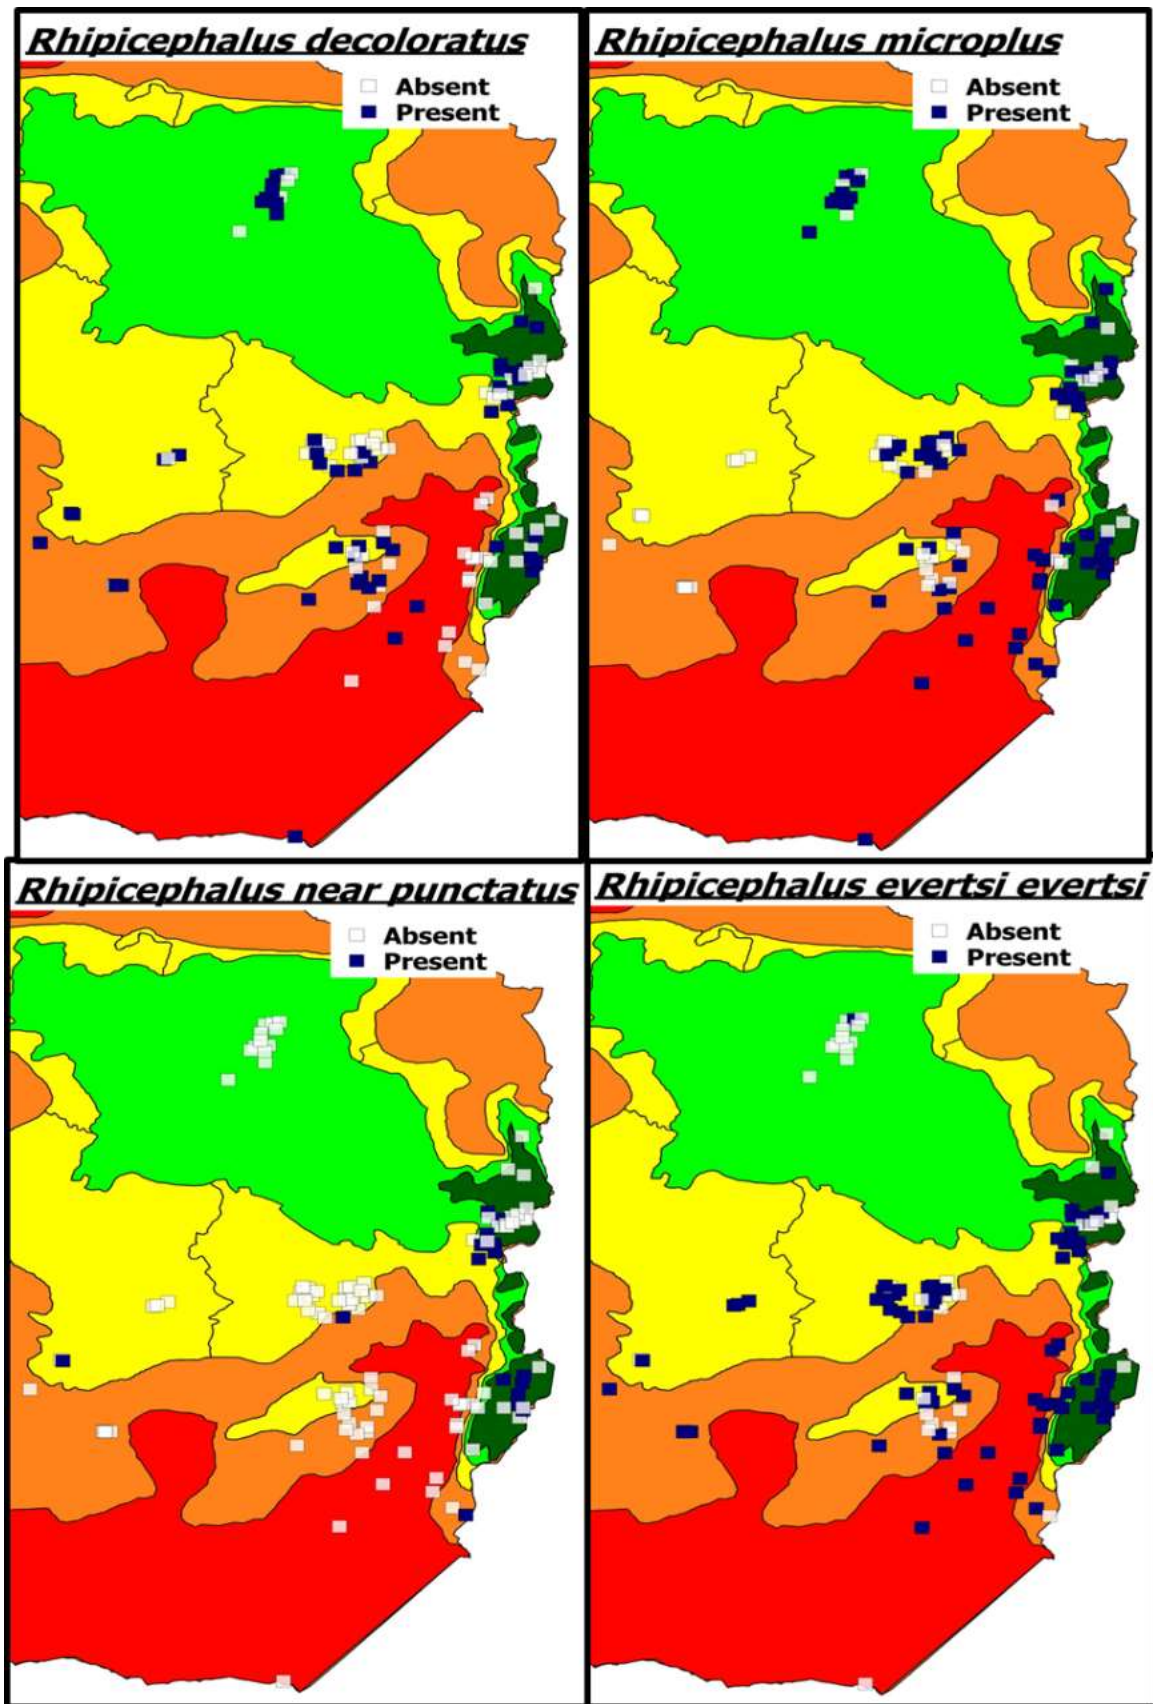 Rhipicephalus decoloratus
Absent
Present
Rhipicephalus microplus
Absent
Present
Rhipicephalus near punctatus
Absent
Present
Rhipicephalus evertsi evertsi
Absent
Present